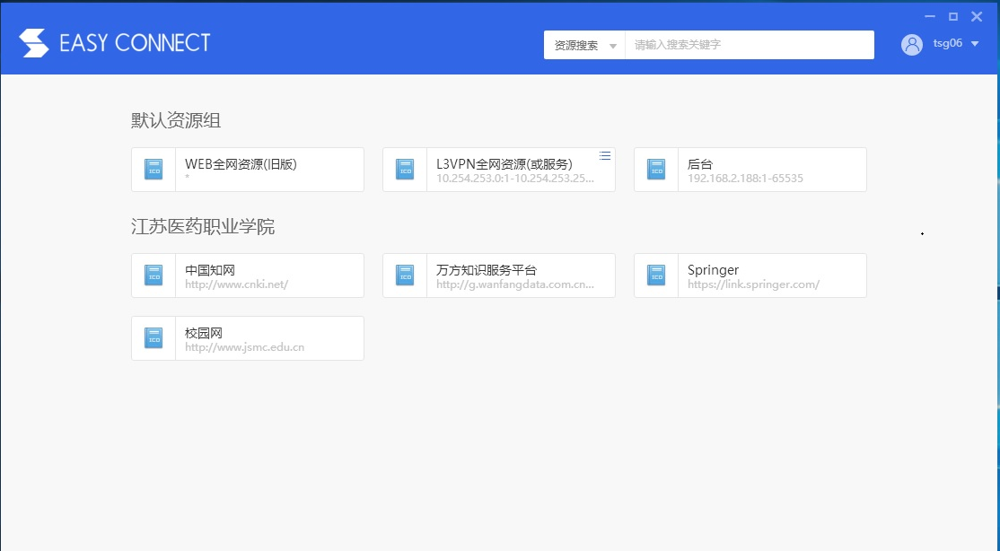 EASY CONNECT
资源搜索
请输入搜索关键字
tsg06
默认资源组
WEB全网资源(旧版)
*
L3VPN全网资源(或服务)
10.254.253.0:1-10.254.253.25...
后台
192.168.2.188:1-65535
江苏医药职业学院
中国知网
http://www.cnki.net/
万方知识服务平台
http://g.wanfangdata.com.cn...
Springer
https://link.springer.com/
校园网
http://www.jsmc.edu.cn
ICO
ICO
ICO
ICO
ICO
ICO
ICO